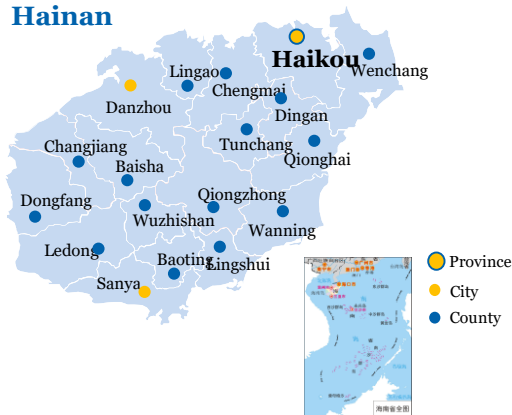 Hainan
Haikou
Wenchang
Lingao
Chengmai
Danzhou
Dingan
Tunchang
Changjiang
Qionghai
Baisha
Dongfang
Qiongzhong
Wuzhishan
Wanning
Ledong
Baoting
Lingshui
Sanya
Province
City
County
海南省全图